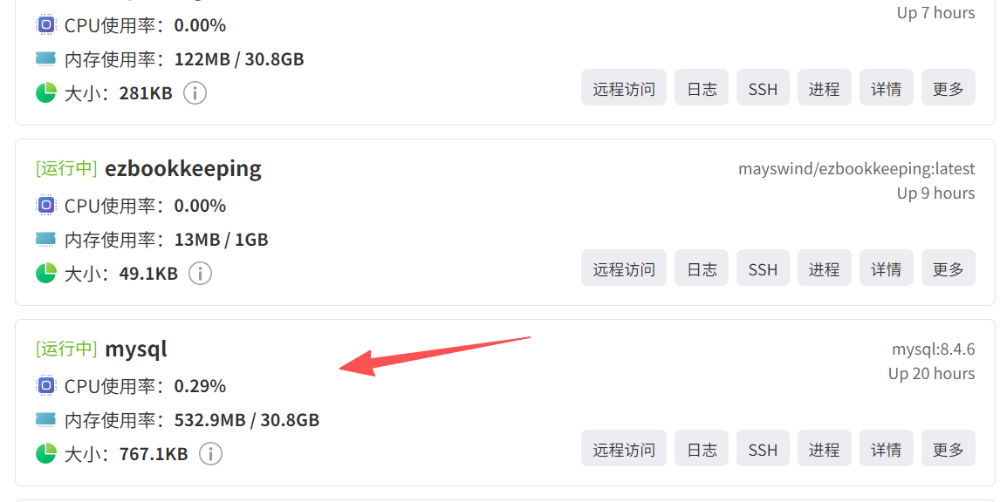 Up 7 hours
CPU使用率：0.00%
内存使用率：122MB / 30.8GB
大小：281KB
远程访问 日志 SSH 进程 详情 更多
[运行中] ezbookkeeping
mayswind/ezbookkeeping:latest
Up 9 hours
CPU使用率：0.00%
内存使用率：13MB / 1GB
大小：49.1KB
远程访问 日志 SSH 进程 详情 更多
[运行中] mysql
mysql:8.4.6
Up 20 hours
CPU使用率：0.29%
内存使用率：532.9MB / 30.8GB
大小：767.1KB
远程访问 日志 SSH 进程 详情 更多